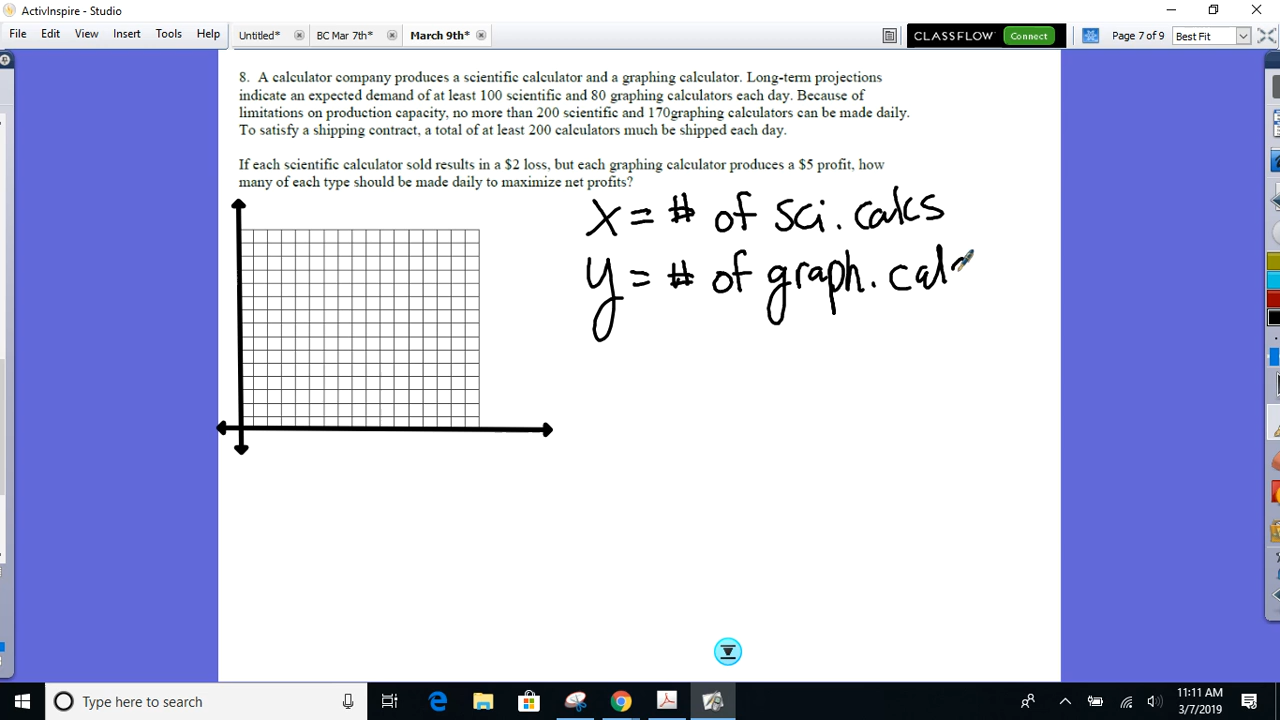 ActivInspire - Studio
File Edit View Insert Tools Help Untitled* BC Mar 7th* March 9th* CLASSFLOW Connect Page 7 of 9 Best Fit
8. A calculator company produces a scientific calculator and a graphing calculator. Long-term projections
indicate an expected demand of at least 100 scientific and 80 graphing calculators each day. Because of
limitations on production capacity, no more than 200 scientific and 170graphing calculators can be made daily.
To satisfy a shipping contract, a total of at least 200 calculators much be shipped each day.
If each scientific calculator sold results in a $2 loss, but each graphing calculator produces a $5 profit, how
many of each type should be made daily to maximize net profits?
x = # of sci. calcs
y = # of graph. calc
Type here to search
11:11 AM
3/7/2019